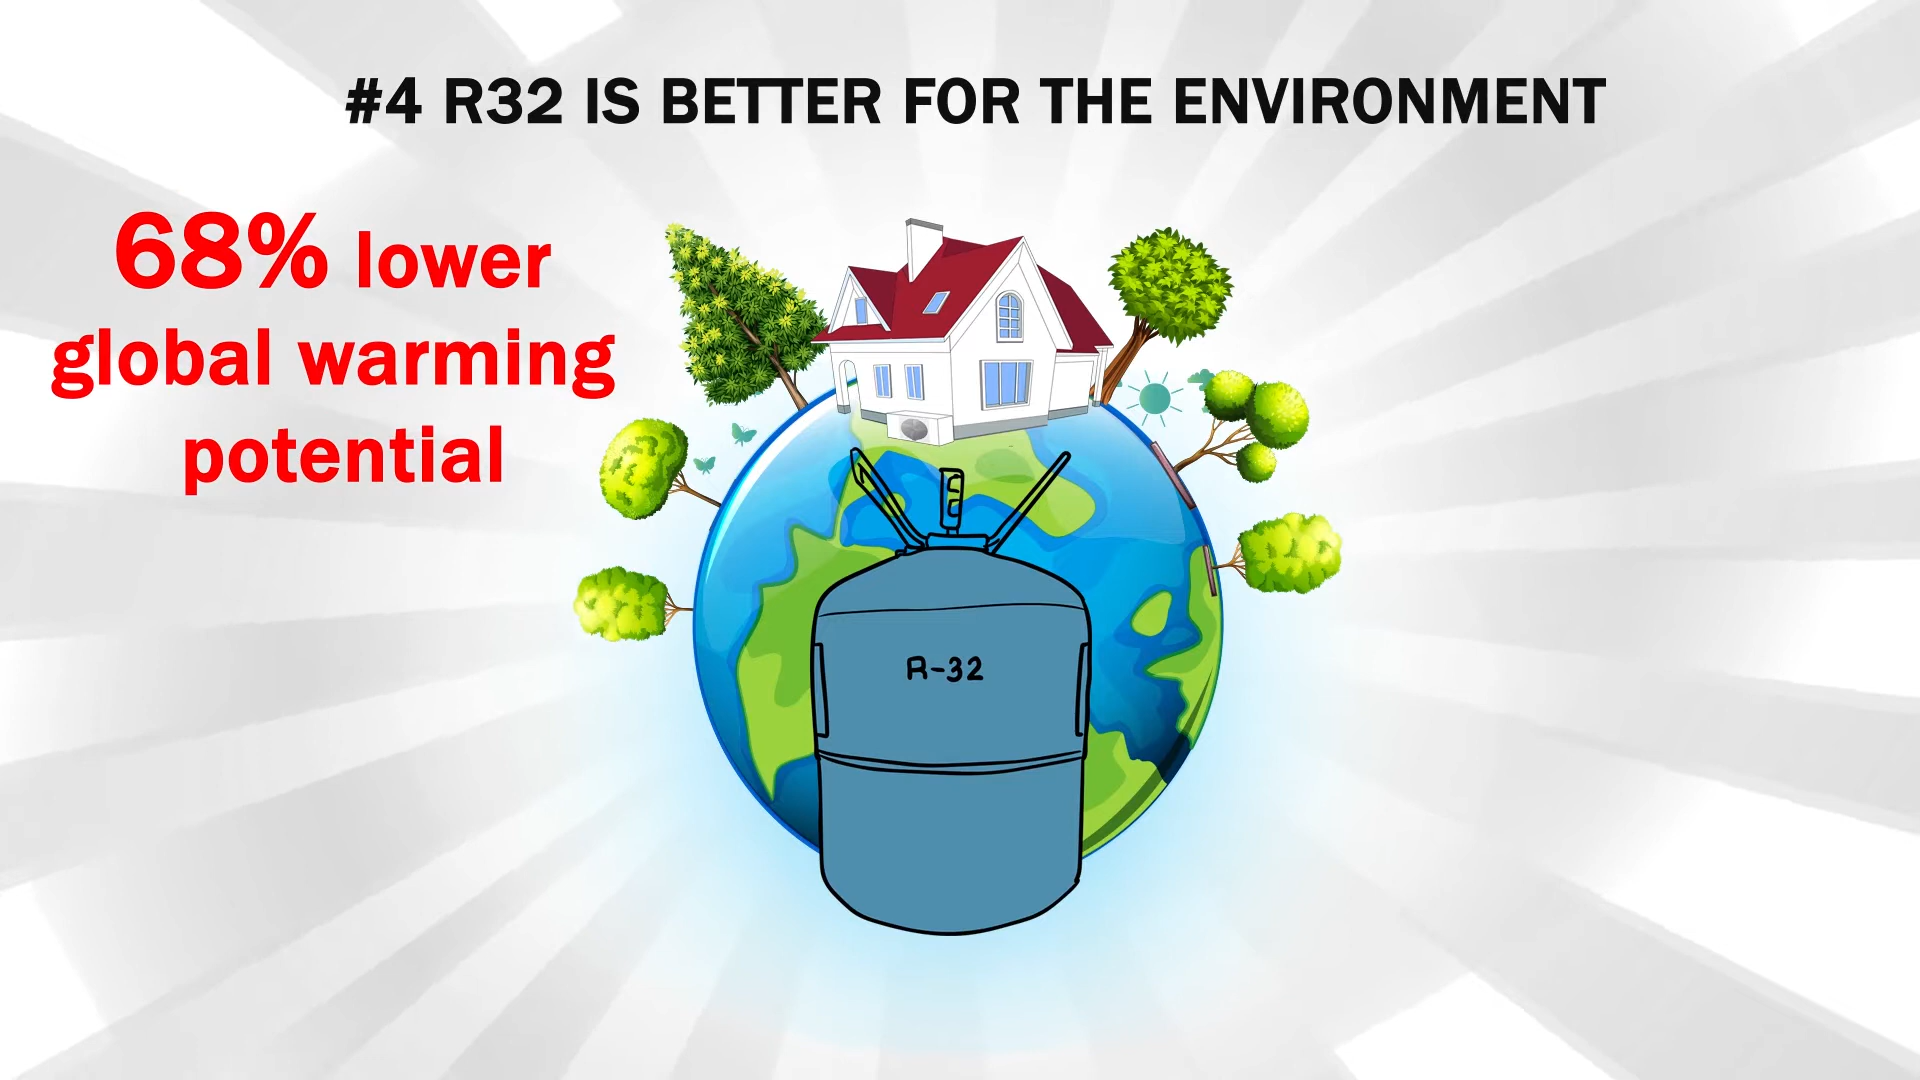 #4 R32 IS BETTER FOR THE ENVIRONMENT
68% lower
global warming
potential
R-32